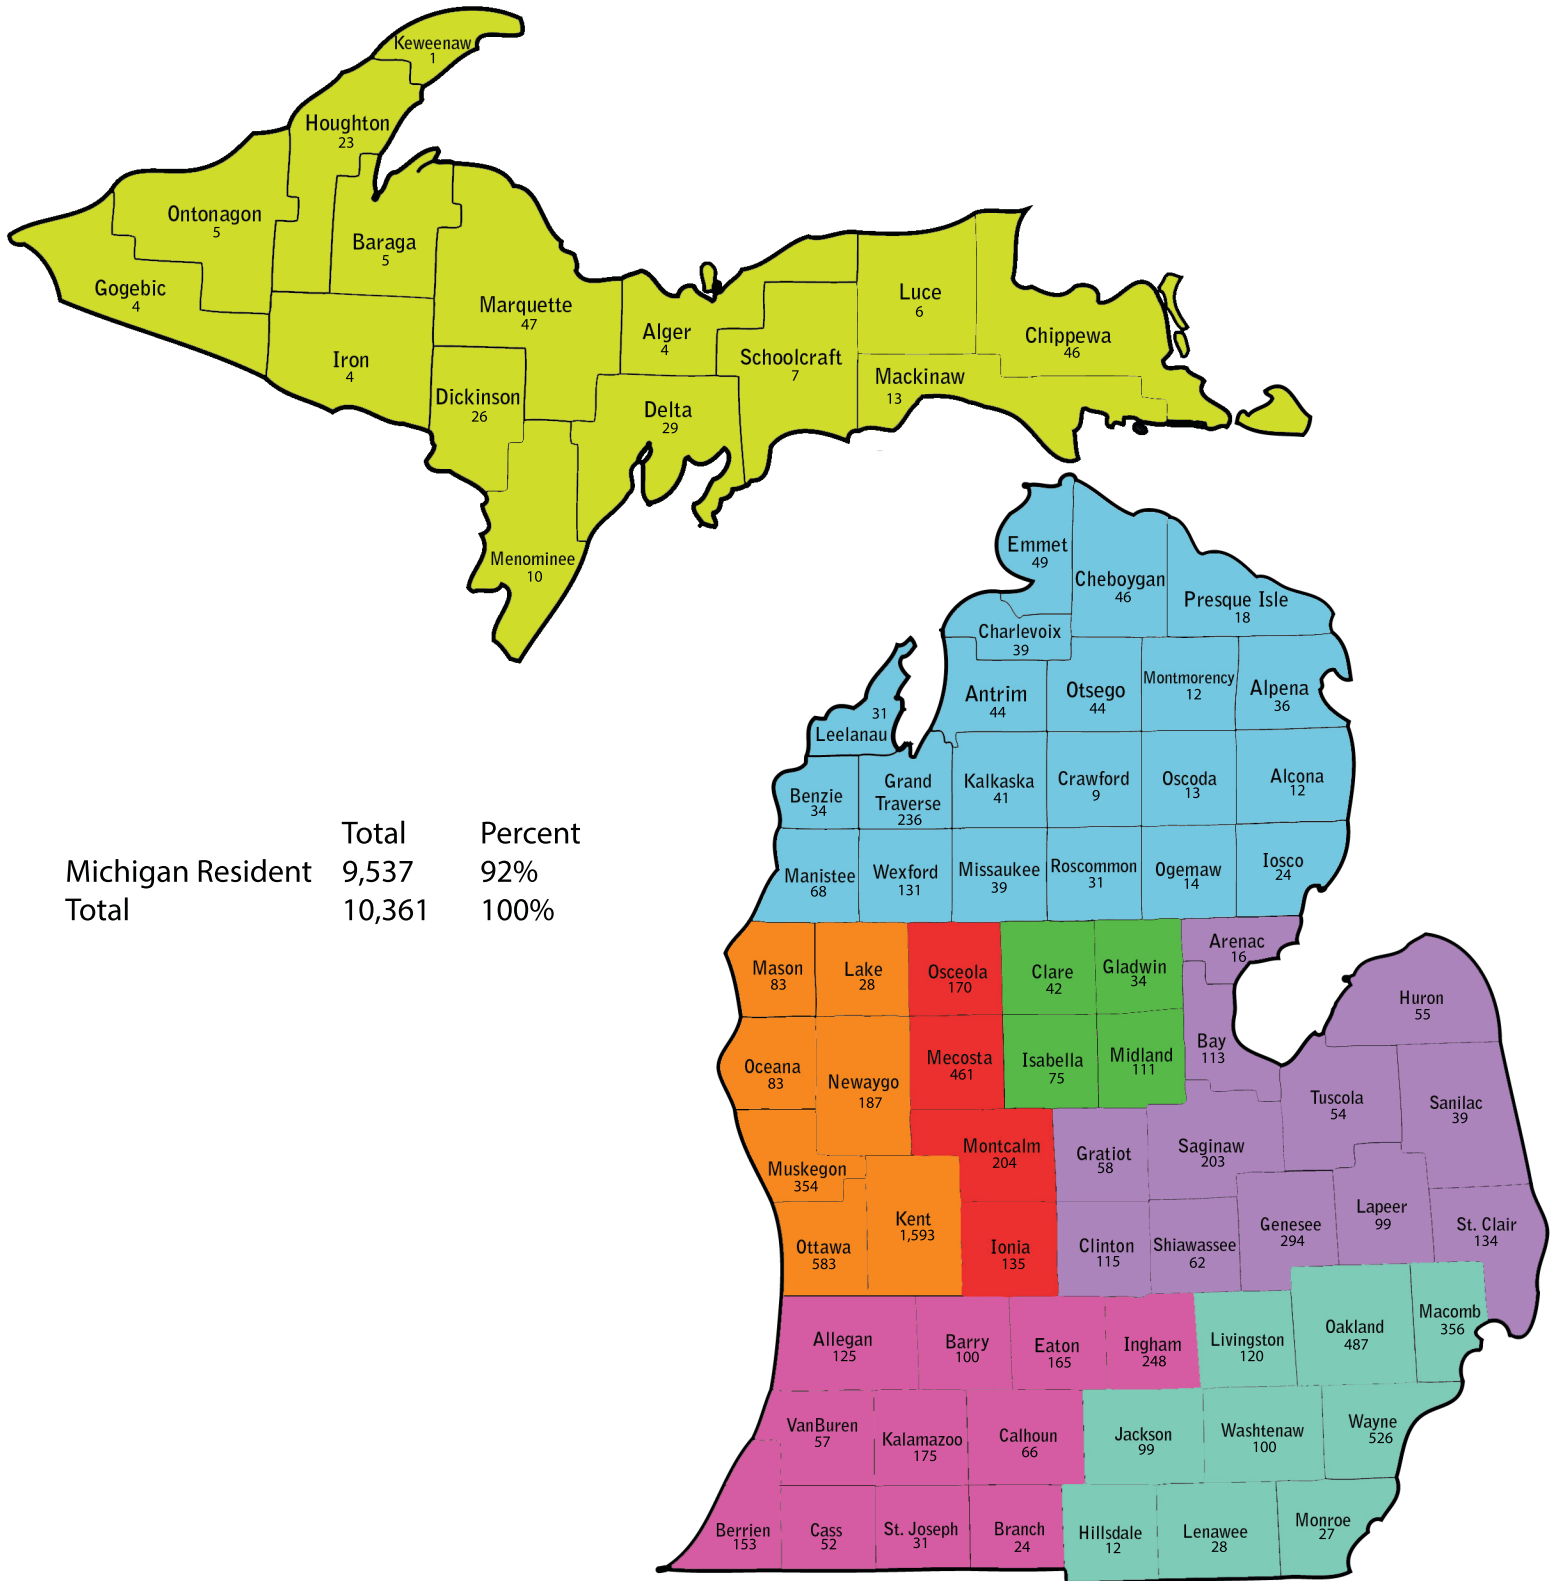 Keweenaw
1
Houghton
23
Ontonagon
5
Baraga
5
Gogebic
4
Marquette
47
Luce
6
Alger
4
Chippewa
46
Iron
4
Schoolcraft
7
Mackinaw
13
Dickinson
26
Delta
29
Menominee
10
Emmet
49
Cheboygan
46
Presque Isle
18
Charlevoix
39
Antrim
44
Otsego
44
Montmorency
12
Alpena
36
31
Leelanau
Benzie
34
Grand
Traverse
236
Kalkaska
41
Crawford
9
Oscoda
13
Alcona
12
Total Percent
Michigan Resident 9,537 92%
Total 10,361 100%
Manistee
68
Wexford
131
Missaukee
39
Roscommon
31
Ogemaw
14
Iosco
24
Mason
83
Lake
28
Osceola
170
Clare
42
Gladwin
34
Arenac
16
Huron
55
Oceana
83
Newaygo
187
Mecosta
461
Isabella
75
Midland
111
Bay
113
Tuscola
54
Sanilac
39
Muskegon
354
Montcalm
204
Gratiot
58
Saginaw
203
Kent
1,593
Ottawa
583
Ionia
135
Clinton
115
Shiawassee
62
Genesee
294
Lapeer
99
St. Clair
134
Allegan
125
Barry
100
Eaton
165
Ingham
248
Livingston
120
Oakland
487
Macomb
356
VanBuren
57
Kalamazoo
175
Calhoun
66
Jackson
99
Washtenaw
100
Wayne
526
Berrien
153
Cass
52
St. Joseph
31
Branch
24
Hillsdale
12
Lenawee
28
Monroe
27